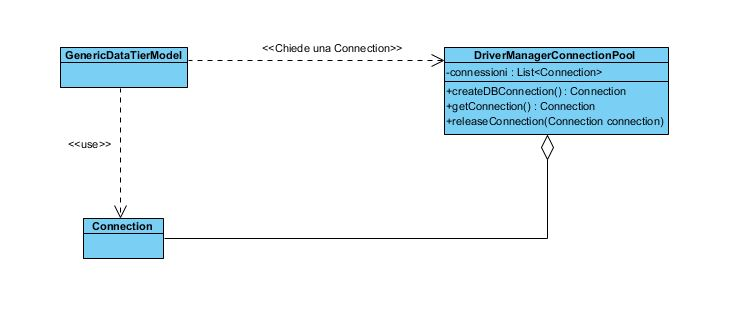 <<Chiede una Connection>>
GenericDataTierModel
DriverManagerConnectionPool
-connessioni : List<Connection>
+createDBConnection() : Connection
+getConnection() : Connection
+releaseConnection(Connection connection)
<<use>>
Connection